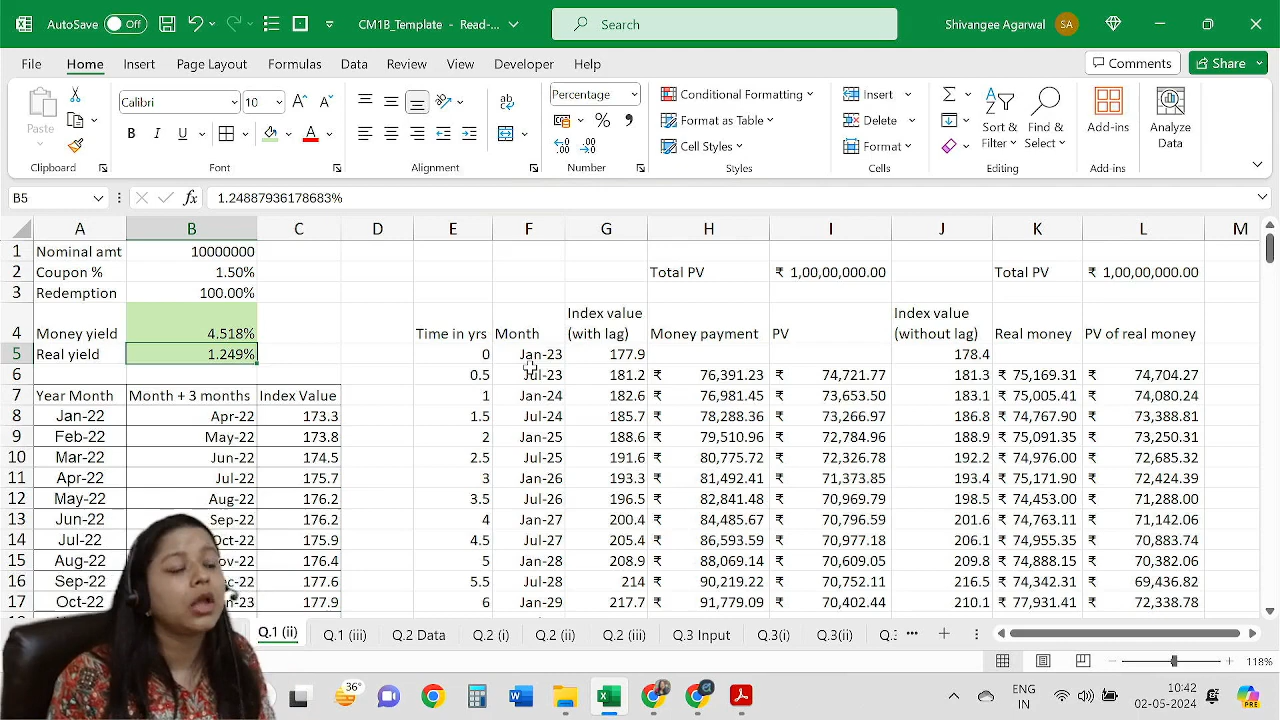 AutoSave Off CM1B_Template - Read-... Search Shivangee Agarwal SA
File Home Insert Page Layout Formulas Data Review View Developer Help Comments Share
Paste Calibri 10 Percentage Conditional Formatting Insert
B I U Format as Table Delete Sort & Filter Find & Select Add-ins Analyze Data
Cell Styles Format
Clipboard Font Alignment Number Styles Cells Editing Add-ins
B5 fx 1.24887936178683%
A B C D E F G H I J K L M
1 Nominal amt 10000000
2 Coupon % 1.50% Total PV ₹ 1,00,00,000.00 Total PV ₹ 1,00,00,000.00
3 Redemption 100.00%
4 Money yield 4.518% Time in yrs Month Index value (with lag) Money payment PV Index value (without lag) Real money PV of real money
5 Real yield 1.249% 0 Jan-23 177.9 178.4
6 0.5 Jul-23 181.2 ₹ 76,391.23 ₹ 74,721.77 181.3 ₹ 75,169.31 ₹ 74,704.27
7 Year Month Month + 3 months Index Value 1 Jan-24 182.6 ₹ 76,981.45 ₹ 73,653.50 183.1 ₹ 75,005.41 ₹ 74,080.24
8 Jan-22 Apr-22 173.3 1.5 Jul-24 185.7 ₹ 78,288.36 ₹ 73,266.97 186.8 ₹ 74,767.90 ₹ 73,388.81
9 Feb-22 May-22 173.8 2 Jan-25 188.6 ₹ 79,510.96 ₹ 72,784.96 188.9 ₹ 75,091.35 ₹ 73,250.31
10 Mar-22 Jun-22 174.5 2.5 Jul-25 191.6 ₹ 80,775.72 ₹ 72,326.78 192.2 ₹ 74,976.00 ₹ 72,685.32
11 Apr-22 Jul-22 175.7 3 Jan-26 193.3 ₹ 81,492.41 ₹ 71,373.85 193.4 ₹ 75,171.90 ₹ 72,424.39
12 May-22 Aug-22 176.2 3.5 Jul-26 196.5 ₹ 82,841.48 ₹ 70,969.79 198.5 ₹ 74,453.00 ₹ 71,288.00
13 Jun-22 Sep-22 176.2 4 Jan-27 200.4 ₹ 84,485.67 ₹ 70,796.59 201.6 ₹ 74,763.11 ₹ 71,142.06
14 Jul-22 Oct-22 175.9 4.5 Jul-27 205.4 ₹ 86,593.59 ₹ 70,977.18 206.1 ₹ 74,955.35 ₹ 70,883.74
15 Aug-22 176.4 5 Jan-28 208.9 ₹ 88,069.14 ₹ 70,609.05 209.8 ₹ 74,888.15 ₹ 70,382.06
16 Sep-22 177.6 5.5 Jul-28 214 ₹ 90,219.22 ₹ 70,752.11 216.5 ₹ 74,342.31 ₹ 69,436.82
17 Oct-22 177.9 6 Jan-29 217.7 ₹ 91,779.09 ₹ 70,402.44 210.1 ₹ 77,931.41 ₹ 72,338.78
Q.1 (ii) Q.1 (iii) Q.2 Data Q.2 (i) Q.2 (ii) Q.2 (iii) Q.3 Input Q.3(i) Q.3(ii)
118%
36° ENG IN 10:42 02-05-2024